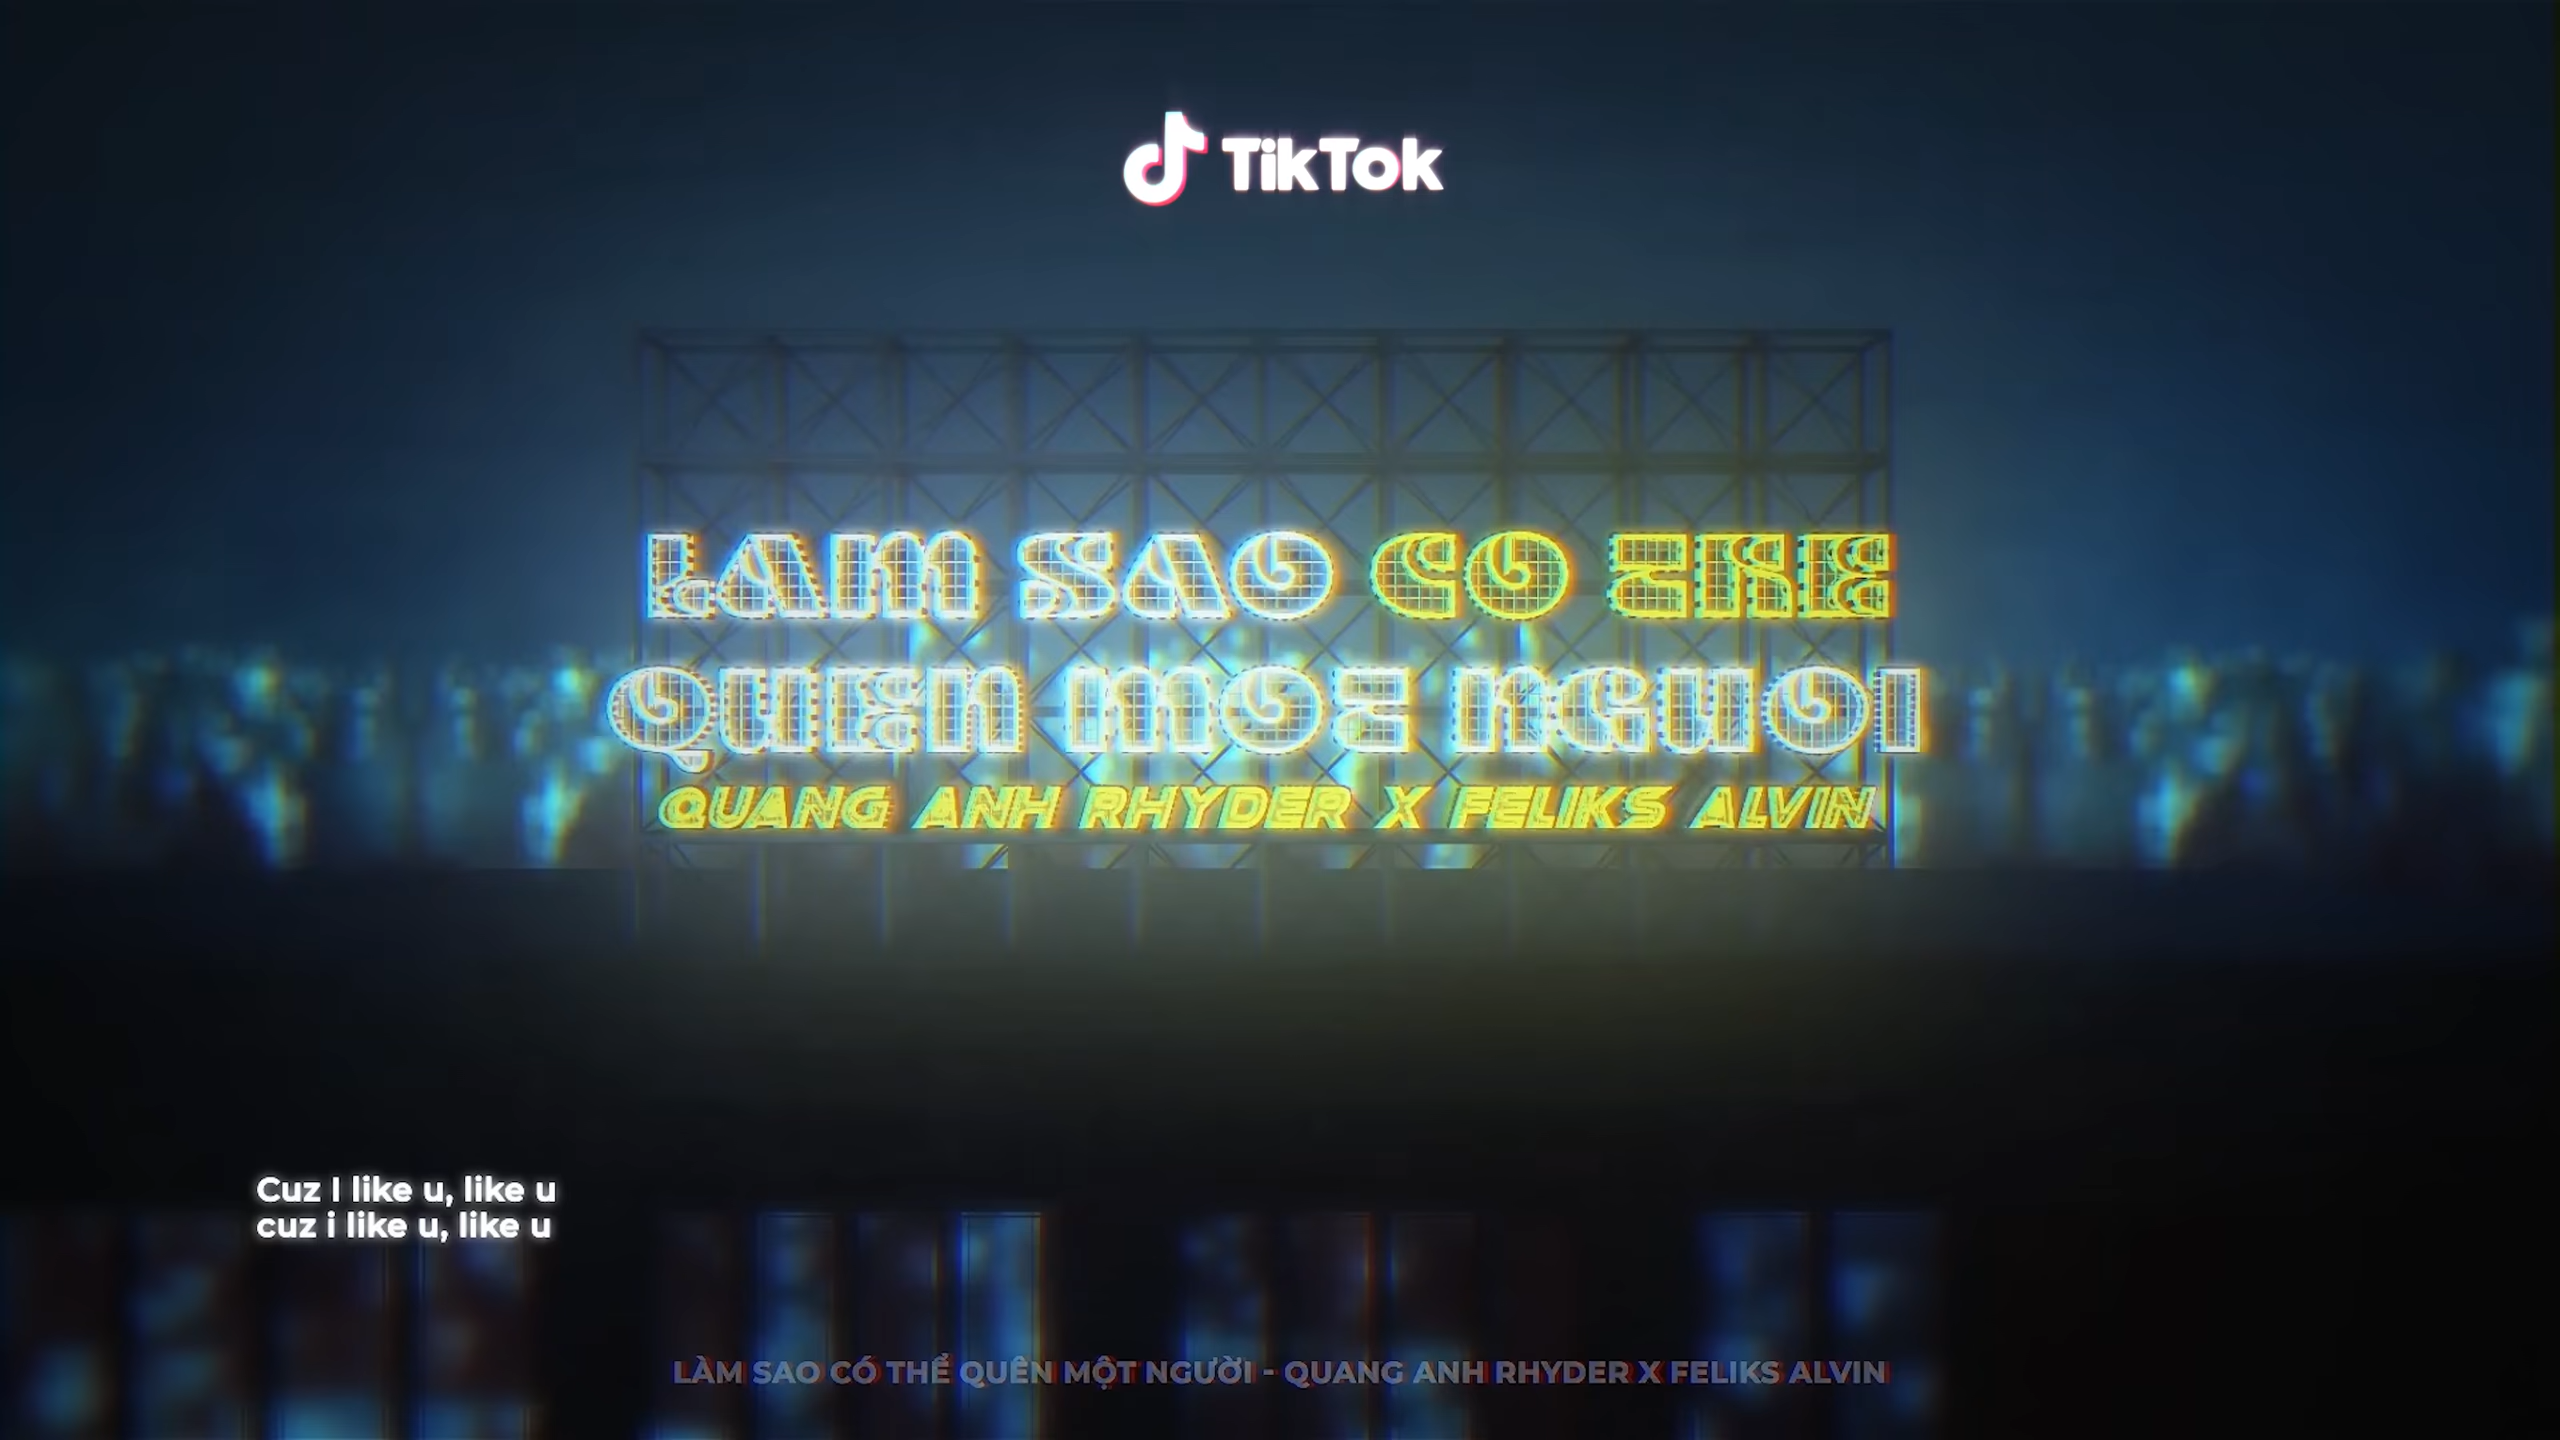 TikTok
LAM SAO CO THE
QUEN MOT NGUOI
QUANG ANH RHYDER X FELIKS ALVIN
Cuz I like u, like u
cuz i like u, like u
LÀM SAO CÓ THỂ QUÊN MỘT NGƯỜI - QUANG ANH RHYDER X FELIKS ALVIN